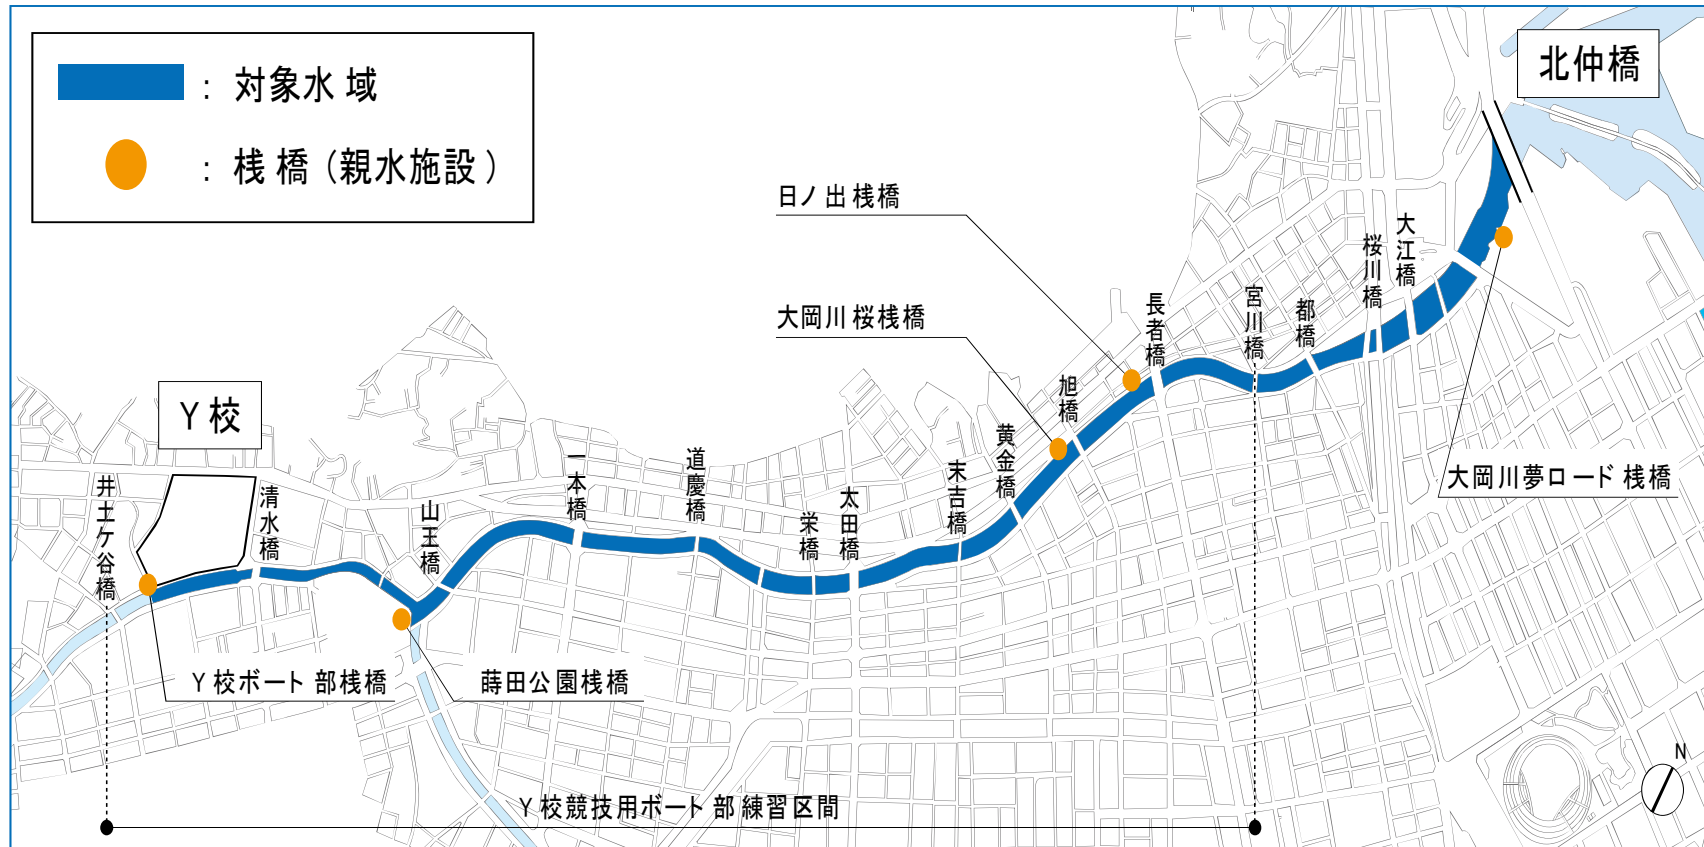 : 対象水域
: 桟橋（親水施設）
北仲橋
日ノ出桟橋
大岡川桜桟橋
大江橋
桜川橋
都橋
宮川橋
長者橋
旭橋
黄金橋
末吉橋
太田橋
栄橋
道慶橋
一本橋
山王橋
清水橋
井土ケ谷橋
Y校
大岡川夢ロード桟橋
Y校ボート部桟橋
蒔田公園桟橋
Y校競技用ボート部練習区間
N